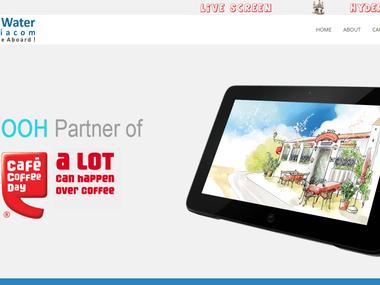 LIVE SCREEN HYDE
Water
iacom
e Aboard !
HOME ABOUT CA
OOH Partner of
Café
Coffee
Day
®
a LOT
can happen
over coffee